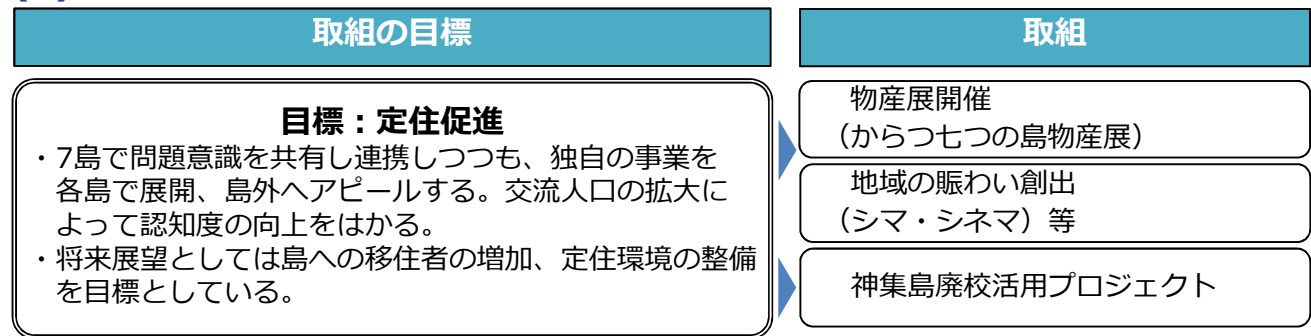 取組の目標
取組
目標：定住促進
・7島で問題意識を共有し連携しつつも、独自の事業を
各島で展開、島外へアピールする。交流人口の拡大に
よって認知度の向上をはかる。
・将来展望としては島への移住者の増加、定住環境の整備
を目標としている。
物産展開催
（からつ七つの島物産展）
地域の賑わい創出
（シマ・シネマ）等
神集島廃校活用プロジェクト